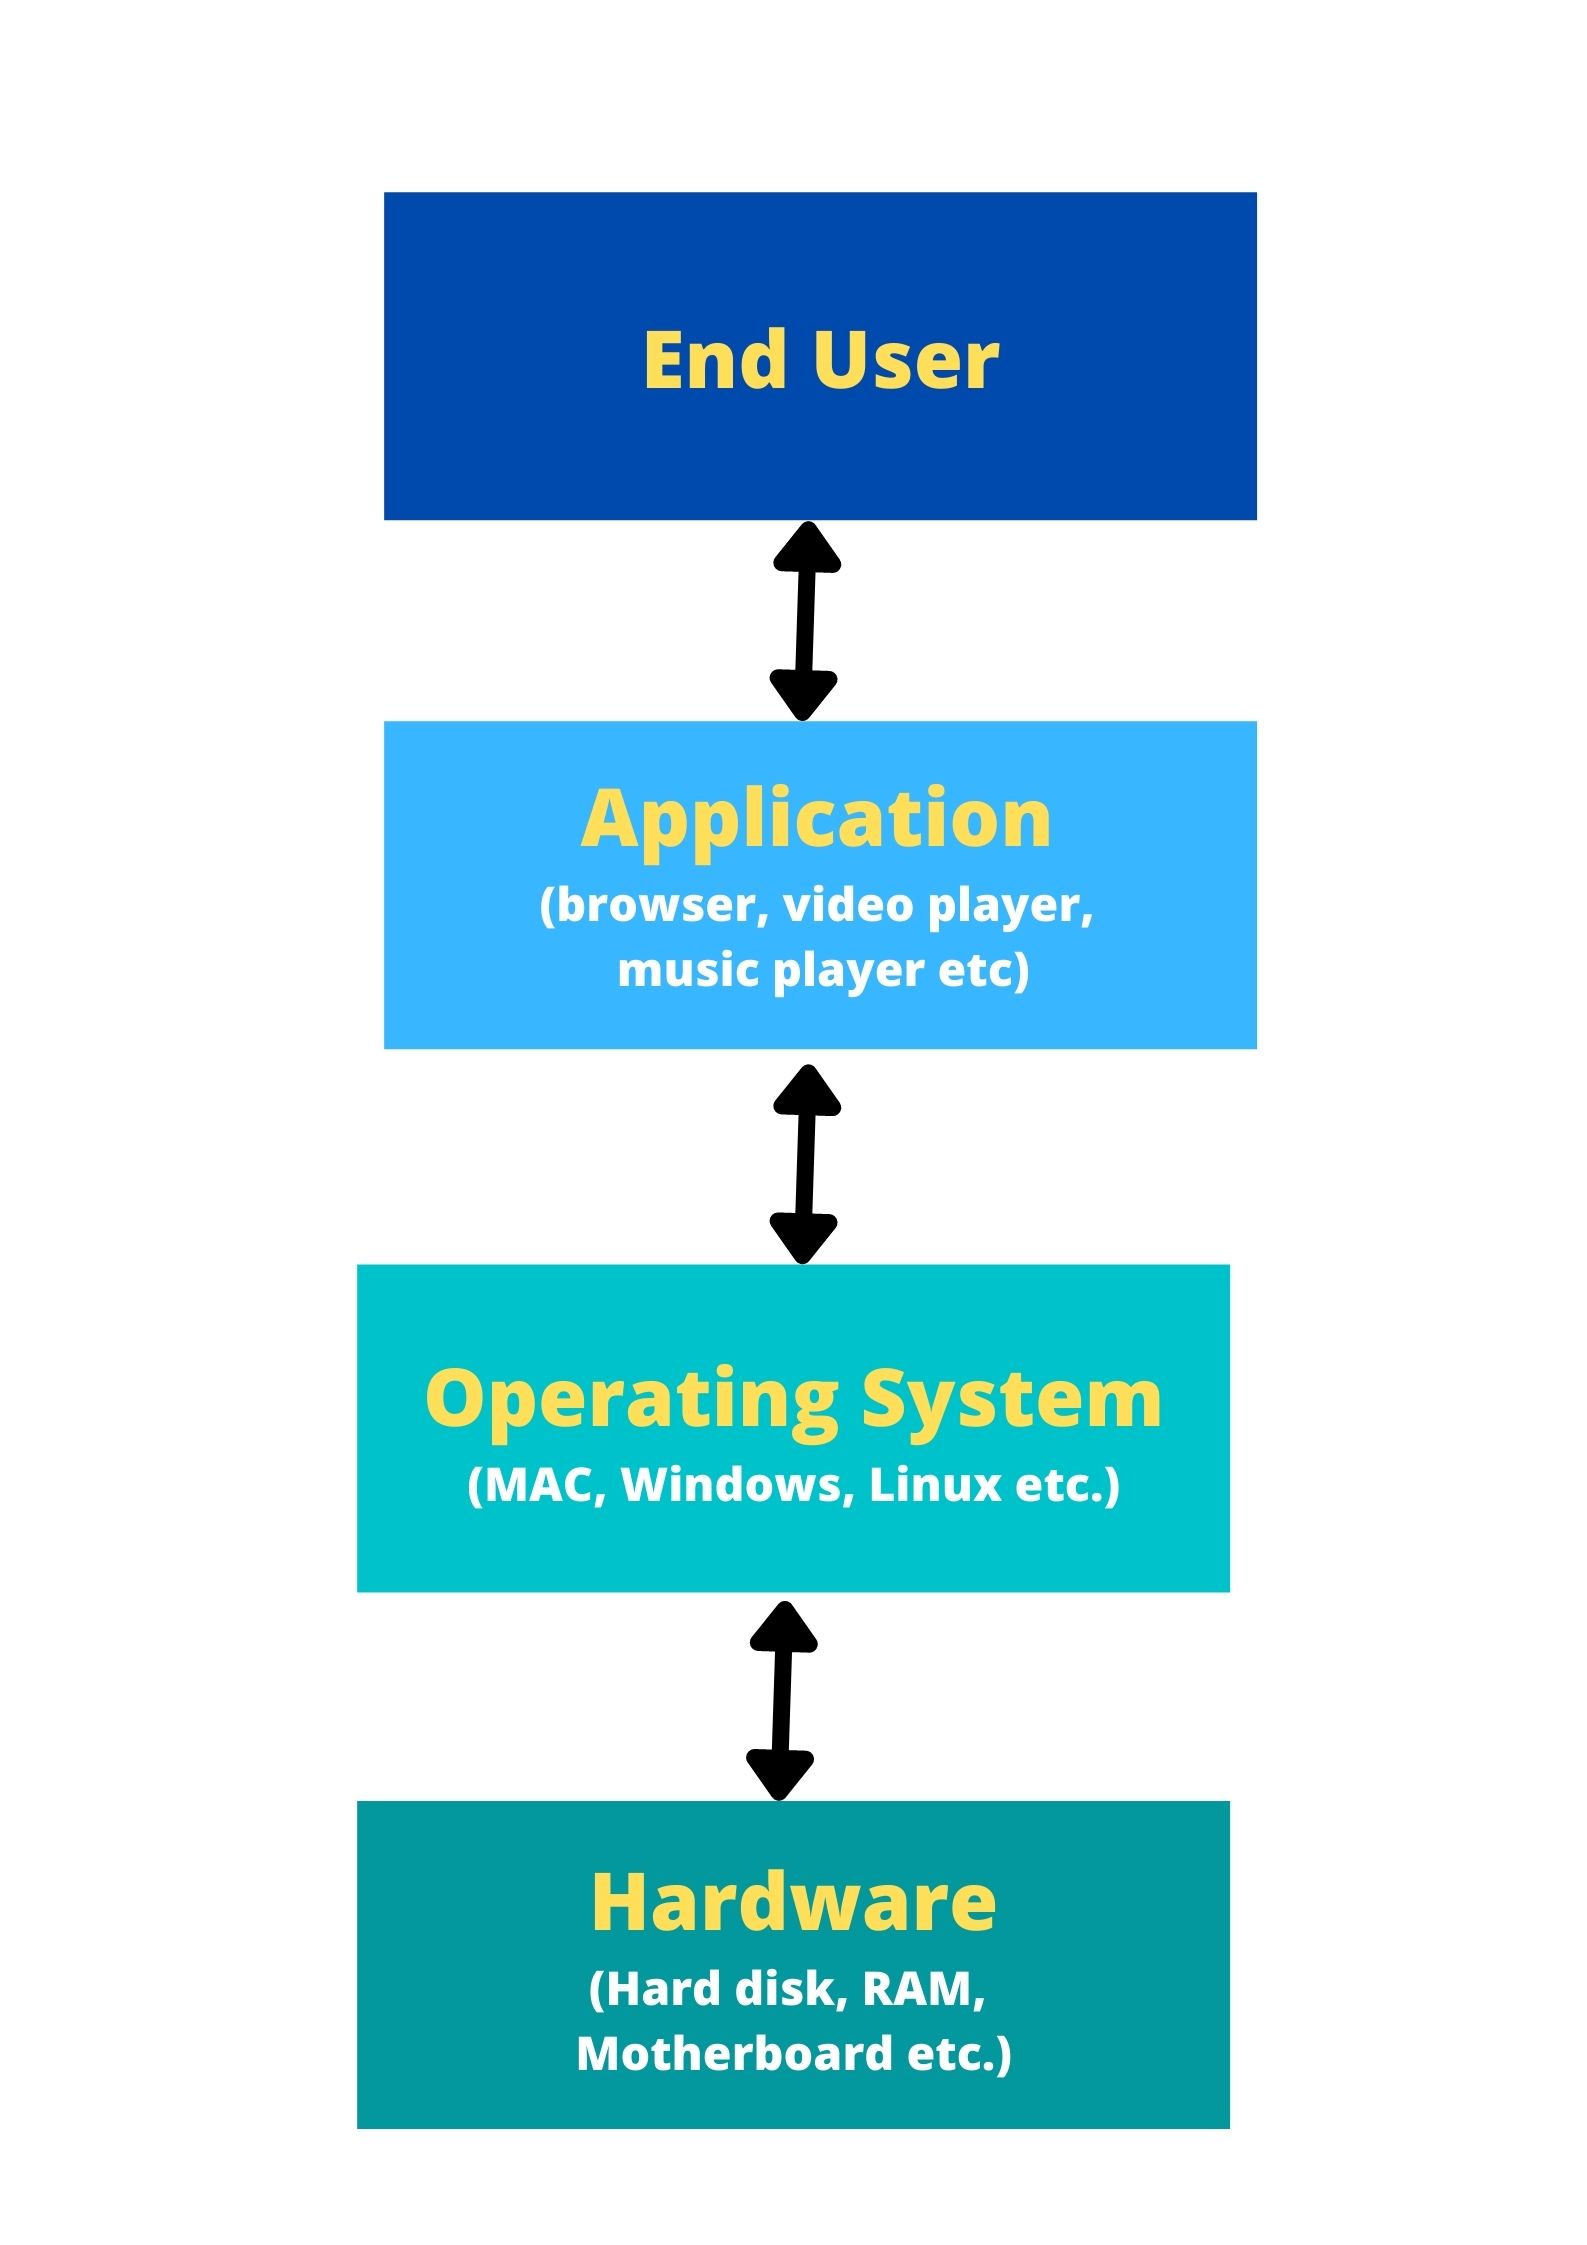 End User
Application
(browser, video player,
music player etc)
Operating System
(MAC, Windows, Linux etc.)
Hardware
(Hard disk, RAM,
Motherboard etc.)